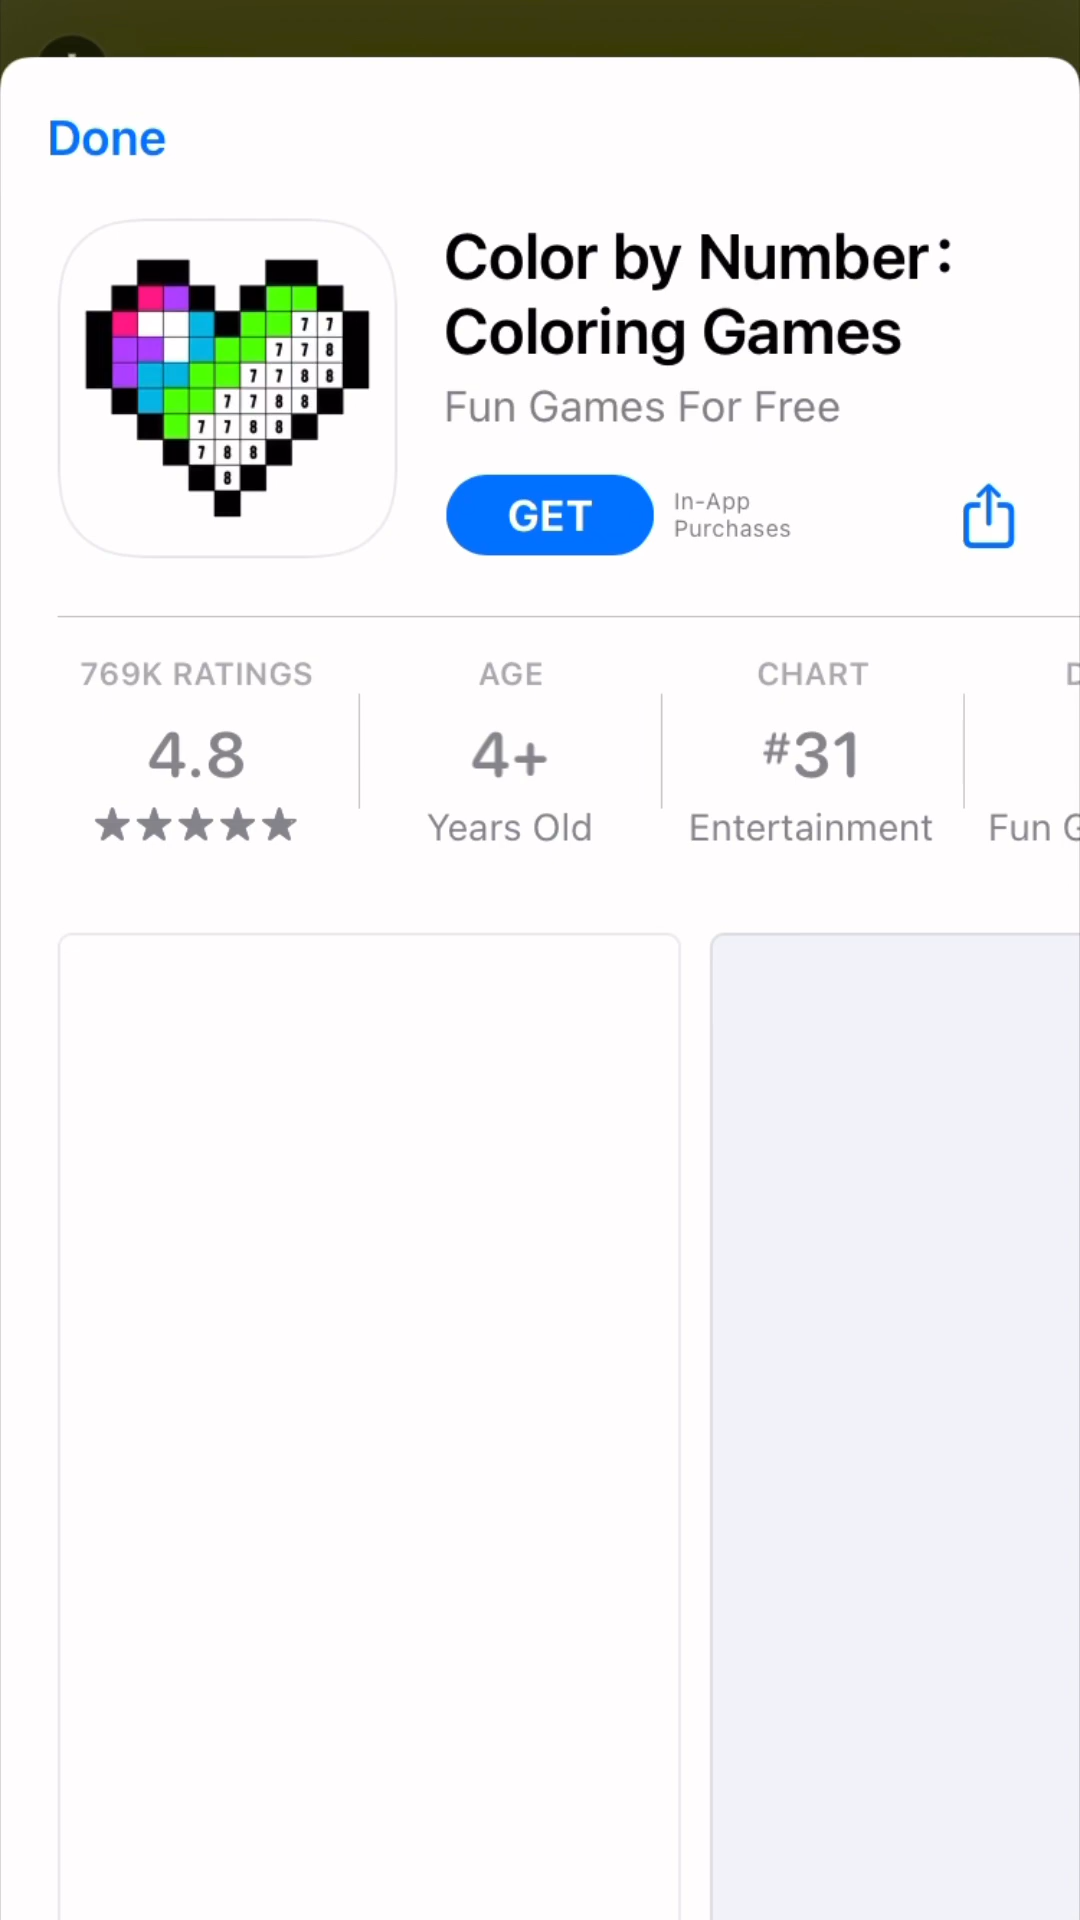 Done
Color by Number:
Coloring Games
Fun Games For Free
GET
In-App
Purchases
7 7
7 7 8
7 7 8 8
7 7 8 8
7 7 8 8
7 8 8
8
769K RATINGS
4.8
★★★★★
AGE
4+
Years Old
CHART
#31
Entertainment
D
Fun G